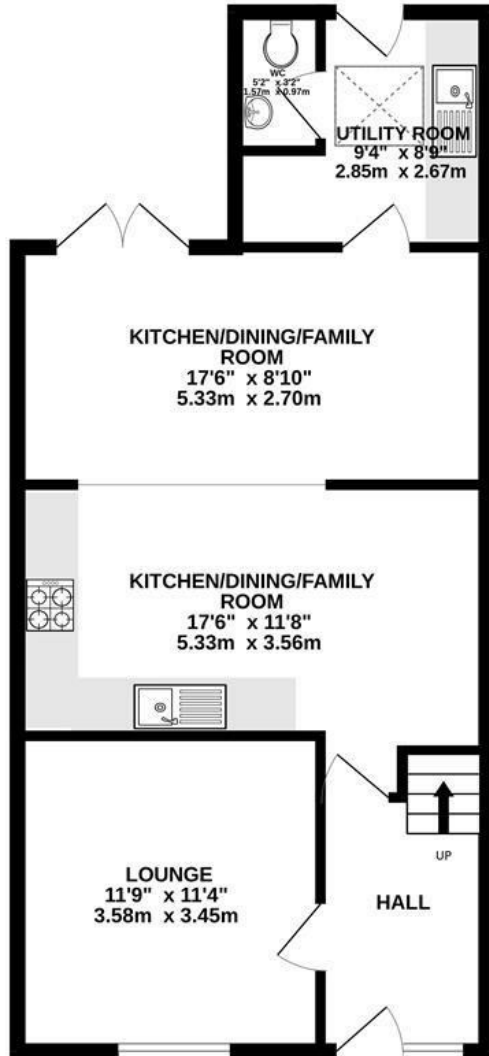 WC
5'2" x 3'2"
1.57m x 0.97m
UTILITY ROOM
9'4" x 8'9"
2.85m x 2.67m
KITCHEN/DINING/FAMILY
ROOM
17'6" x 8'10"
5.33m x 2.70m
KITCHEN/DINING/FAMILY
ROOM
17'6" x 11'8"
5.33m x 3.56m
LOUNGE
11'9" x 11'4"
3.58m x 3.45m
UP
HALL